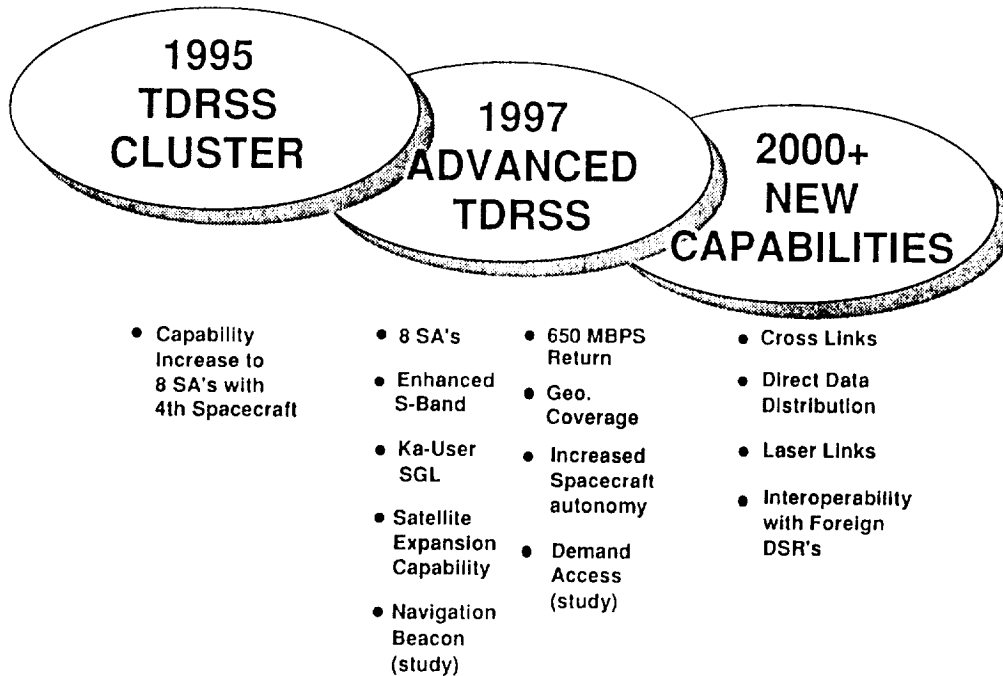 1995
TDRSS
CLUSTER
1997
ADVANCED
TDRSS
2000+
NEW
CAPABILITIES
• Capability
Increase to
8 SA's with
4th Spacecraft
• 8 SA's
• Enhanced
S-Band
• Ka-User
SGL
• Satellite
Expansion
Capability
• Navigation
Beacon
(study)
• 650 MBPS
Return
• Geo.
Coverage
• Increased
Spacecraft
autonomy
• Demand
Access
(study)
• Cross Links
• Direct Data
Distribution
• Laser Links
• Interoperability
with Foreign
DSR's